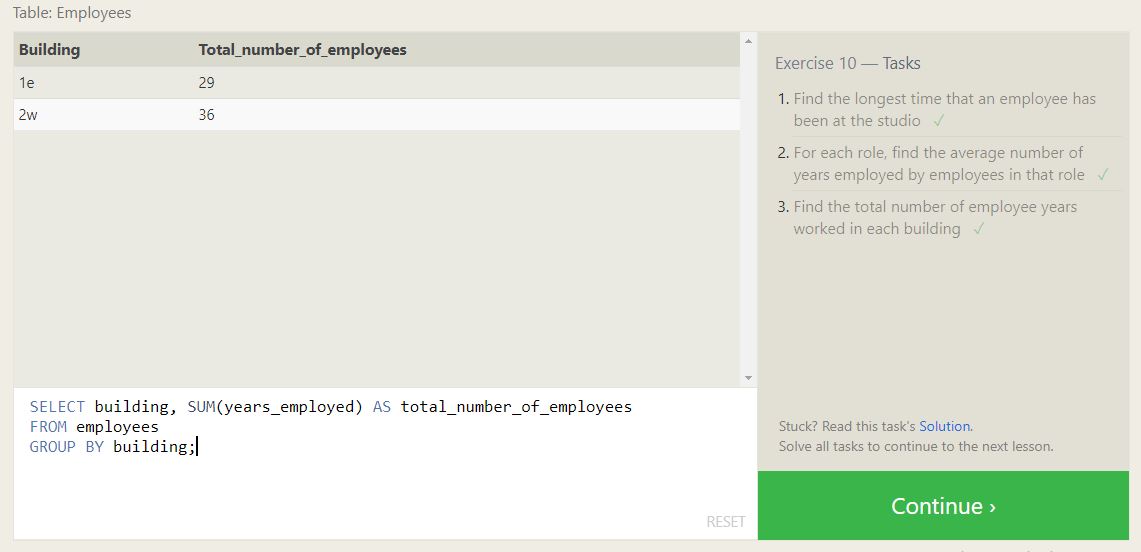 Table: Employees
Building Total_number_of_employees
1e 29
2w 36
SELECT building, SUM(years_employed) AS total_number_of_employees
FROM employees
GROUP BY building;
RESET
Exercise 10 — Tasks
1. Find the longest time that an employee has
been at the studio ✓
2. For each role, find the average number of
years employed by employees in that role ✓
3. Find the total number of employee years
worked in each building ✓
Stuck? Read this task's Solution.
Solve all tasks to continue to the next lesson.
Continue ›